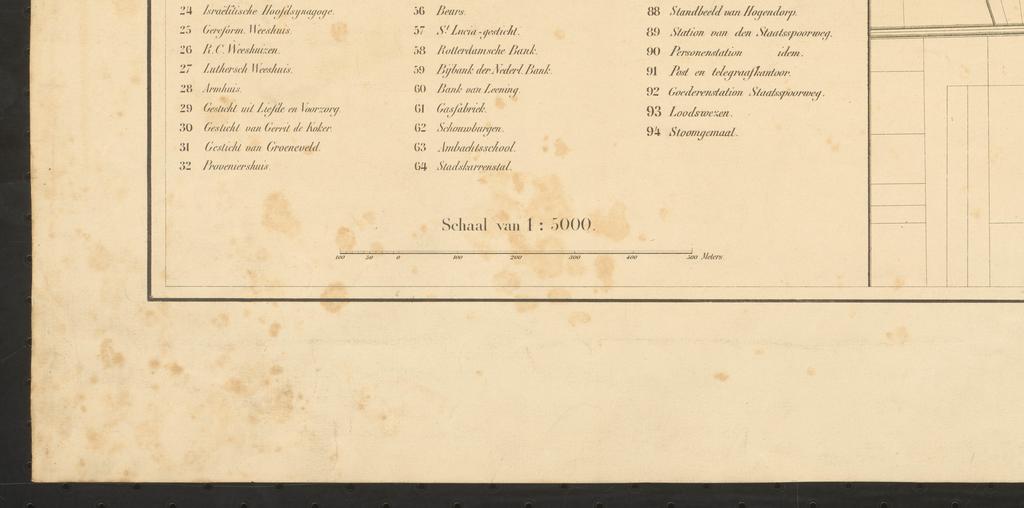 24 Israëlitische Hoofdsynagoge.
25 Gereform. Weeshuis.
26 R.C. Weeshuizen.
27 Luthersch Weeshuis.
28 Armhuis.
29 Gesticht uit Liefde en Voorzorg.
30 Gesticht van Gerrit de Koker.
31 Gesticht van Groeneveld.
32 Proveniershuis.
56 Beurs.
57 St. Lucia-gesticht.
58 Rotterdamsche Bank.
59 Bijbank der Nederl. Bank.
60 Bank van Leening.
61 Gasfabriek.
62 Schouwburgen.
63 Ambachtsschool.
64 Stadskarrenstal.
88 Standbeeld van Hogendorp.
89 Station van den Staatsspoorweg.
90 Personenstation idem.
91 Post en telegraafkantoor.
92 Goederenstation Staatsspoorweg.
93 Loodswezen.
94 Stoomgemaal.
Schaal van 1 : 5000.
100 50 0 100 200 300 400 500 Meters.